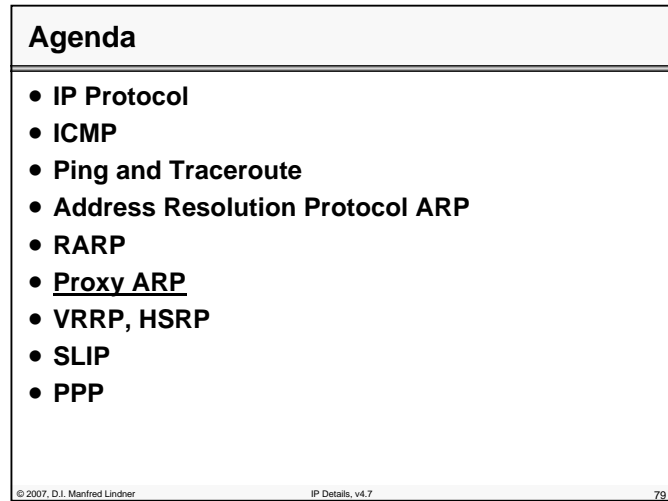 Agenda
• IP Protocol
• ICMP
• Ping and Traceroute
• Address Resolution Protocol ARP
• RARP
• Proxy ARP
• VRRP, HSRP
• SLIP
• PPP
© 2007, D.I. Manfred Lindner IP Details, v4.7 79